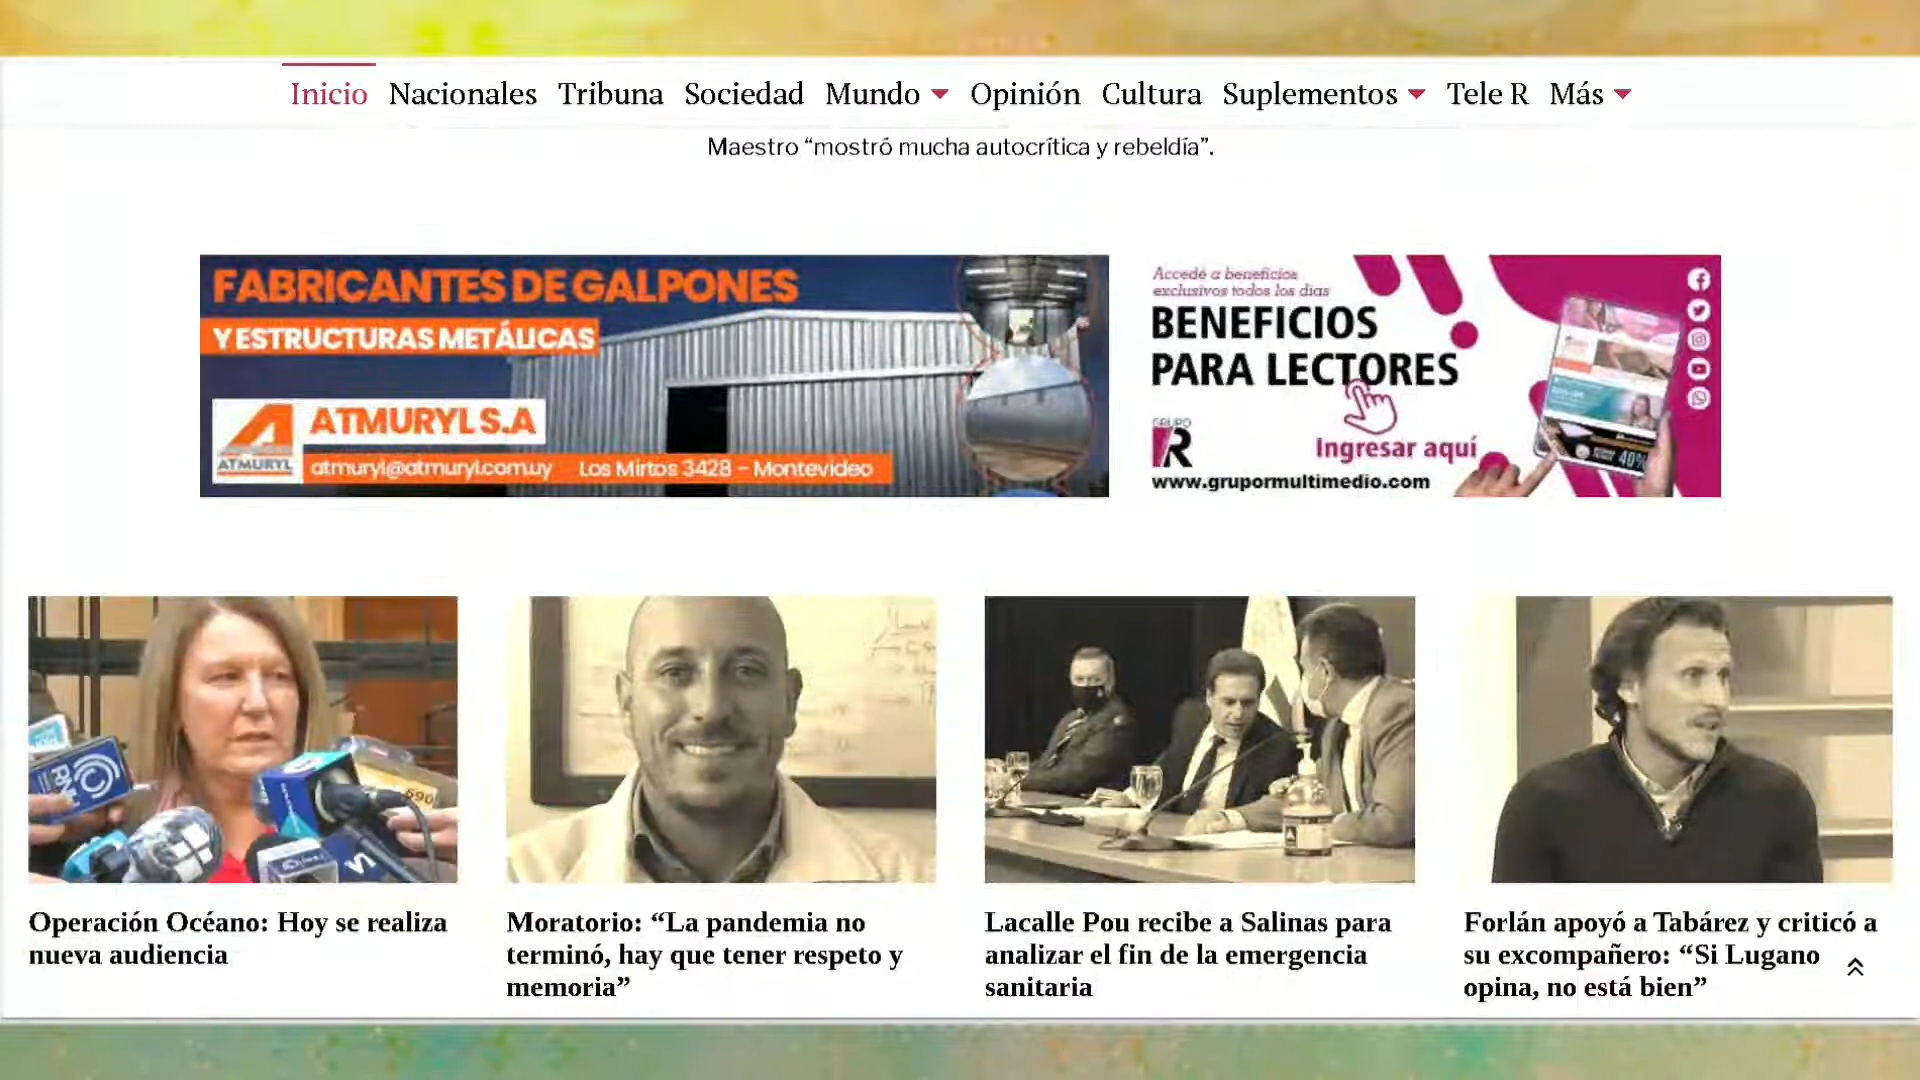 Inicio Nacionales Tribuna Sociedad Mundo Opinión Cultura Suplementos Tele R Más
Maestro “mostró mucha autocrítica y rebeldía”.
FABRICANTES DE GALPONES
Y ESTRUCTURAS METÁLICAS
ATMURYL S.A
ATMURYL
atmuryl@atmuryl.com.uy Los Mirtos 3428 - Montevideo
Accedé a beneficios
exclusivos todos los días
BENEFICIOS
PARA LECTORES
GRUPO
R
Ingresar aquí
www.grupormultimedio.com
40%
690
Operación Océano: Hoy se realiza
nueva audiencia
Moratorio: “La pandemia no
terminó, hay que tener respeto y
memoria”
Lacalle Pou recibe a Salinas para
analizar el fin de la emergencia
sanitaria
Forlán apoyó a Tabárez y criticó a
su excompañero: “Si Lugano
opina, no está bien”